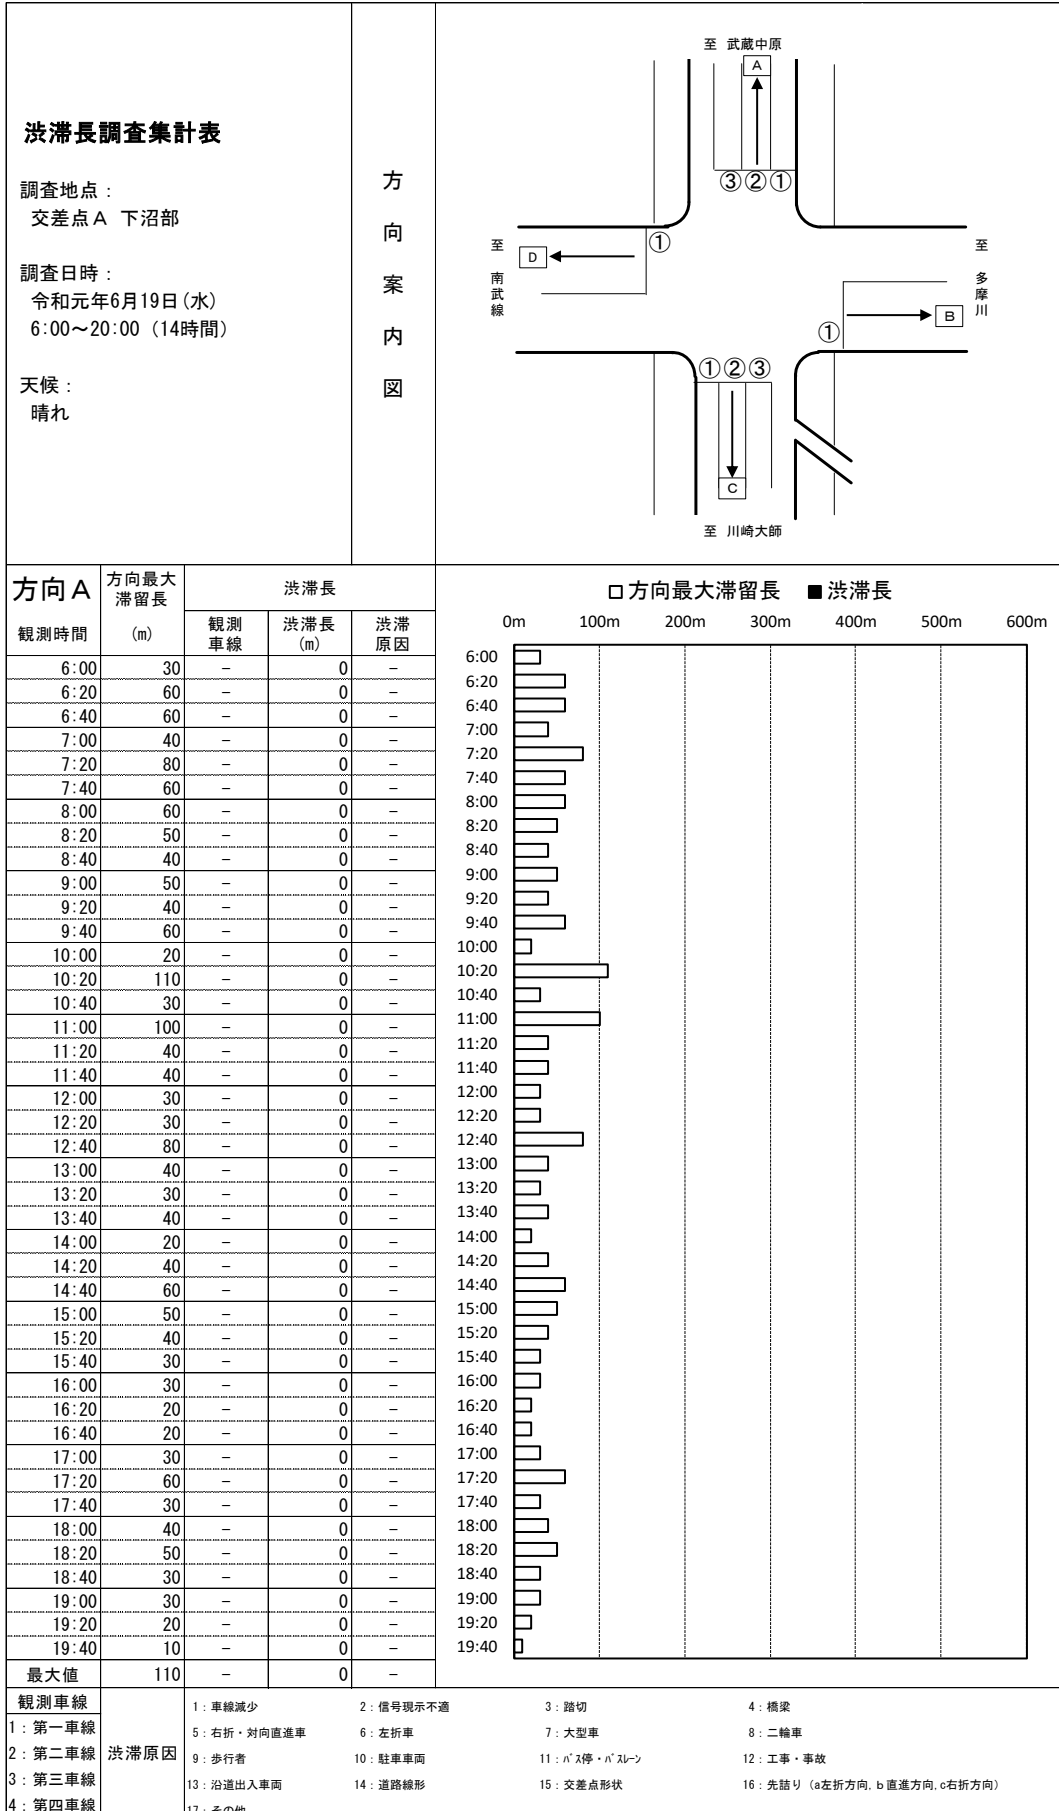 渋滞長調査集計表
調査地点：
交差点Ａ 下沼部
調査日時：
令和元年6月19日(水)
6:00～20:00（14時間）
天候：
晴れ
方向案内図
至 武蔵中原
A
③②①
至 南武線
D
①
至 多摩川
B
①
①②③
C
至 川崎大師
方向Ａ
観測時間
方向最大滞留長
(m)
渋滞長
観測車線
渋滞長(m)
渋滞原因
6:00 30 － 0 －
6:20 60 － 0 －
6:40 60 － 0 －
7:00 40 － 0 －
7:20 80 － 0 －
7:40 60 － 0 －
8:00 60 － 0 －
8:20 50 － 0 －
8:40 40 － 0 －
9:00 50 － 0 －
9:20 40 － 0 －
9:40 60 － 0 －
10:00 20 － 0 －
10:20 110 － 0 －
10:40 30 － 0 －
11:00 100 － 0 －
11:20 40 － 0 －
11:40 40 － 0 －
12:00 30 － 0 －
12:20 30 － 0 －
12:40 80 － 0 －
13:00 40 － 0 －
13:20 30 － 0 －
13:40 40 － 0 －
14:00 20 － 0 －
14:20 40 － 0 －
14:40 60 － 0 －
15:00 50 － 0 －
15:20 40 － 0 －
15:40 30 － 0 －
16:00 30 － 0 －
16:20 20 － 0 －
16:40 20 － 0 －
17:00 30 － 0 －
17:20 60 － 0 －
17:40 30 － 0 －
18:00 40 － 0 －
18:20 50 － 0 －
18:40 30 － 0 －
19:00 30 － 0 －
19:20 20 － 0 －
19:40 10 － 0 －
最大値 110 － 0 －
□方向最大滞留長 ■渋滞長
0m 100m 200m 300m 400m 500m 600m
6:00
6:20
6:40
7:00
7:20
7:40
8:00
8:20
8:40
9:00
9:20
9:40
10:00
10:20
10:40
11:00
11:20
11:40
12:00
12:20
12:40
13:00
13:20
13:40
14:00
14:20
14:40
15:00
15:20
15:40
16:00
16:20
16:40
17:00
17:20
17:40
18:00
18:20
18:40
19:00
19:20
19:40
観測車線
1：第一車線
2：第二車線
3：第三車線
4：第四車線
渋滞原因
1：車線減少 2：信号現示不適 3：踏切 4：橋梁
5：右折・対向直進車 6：左折車 7：大型車 8：二輪車
9：歩行者 10：駐車車両 11：ﾊﾞｽ停・ﾊﾞｽﾚｰﾝ 12：工事・事故
13：沿道出入車両 14：道路線形 15：交差点形状 16：先詰り（a左折方向,ｂ直進方向,c右折方向）
17：その他